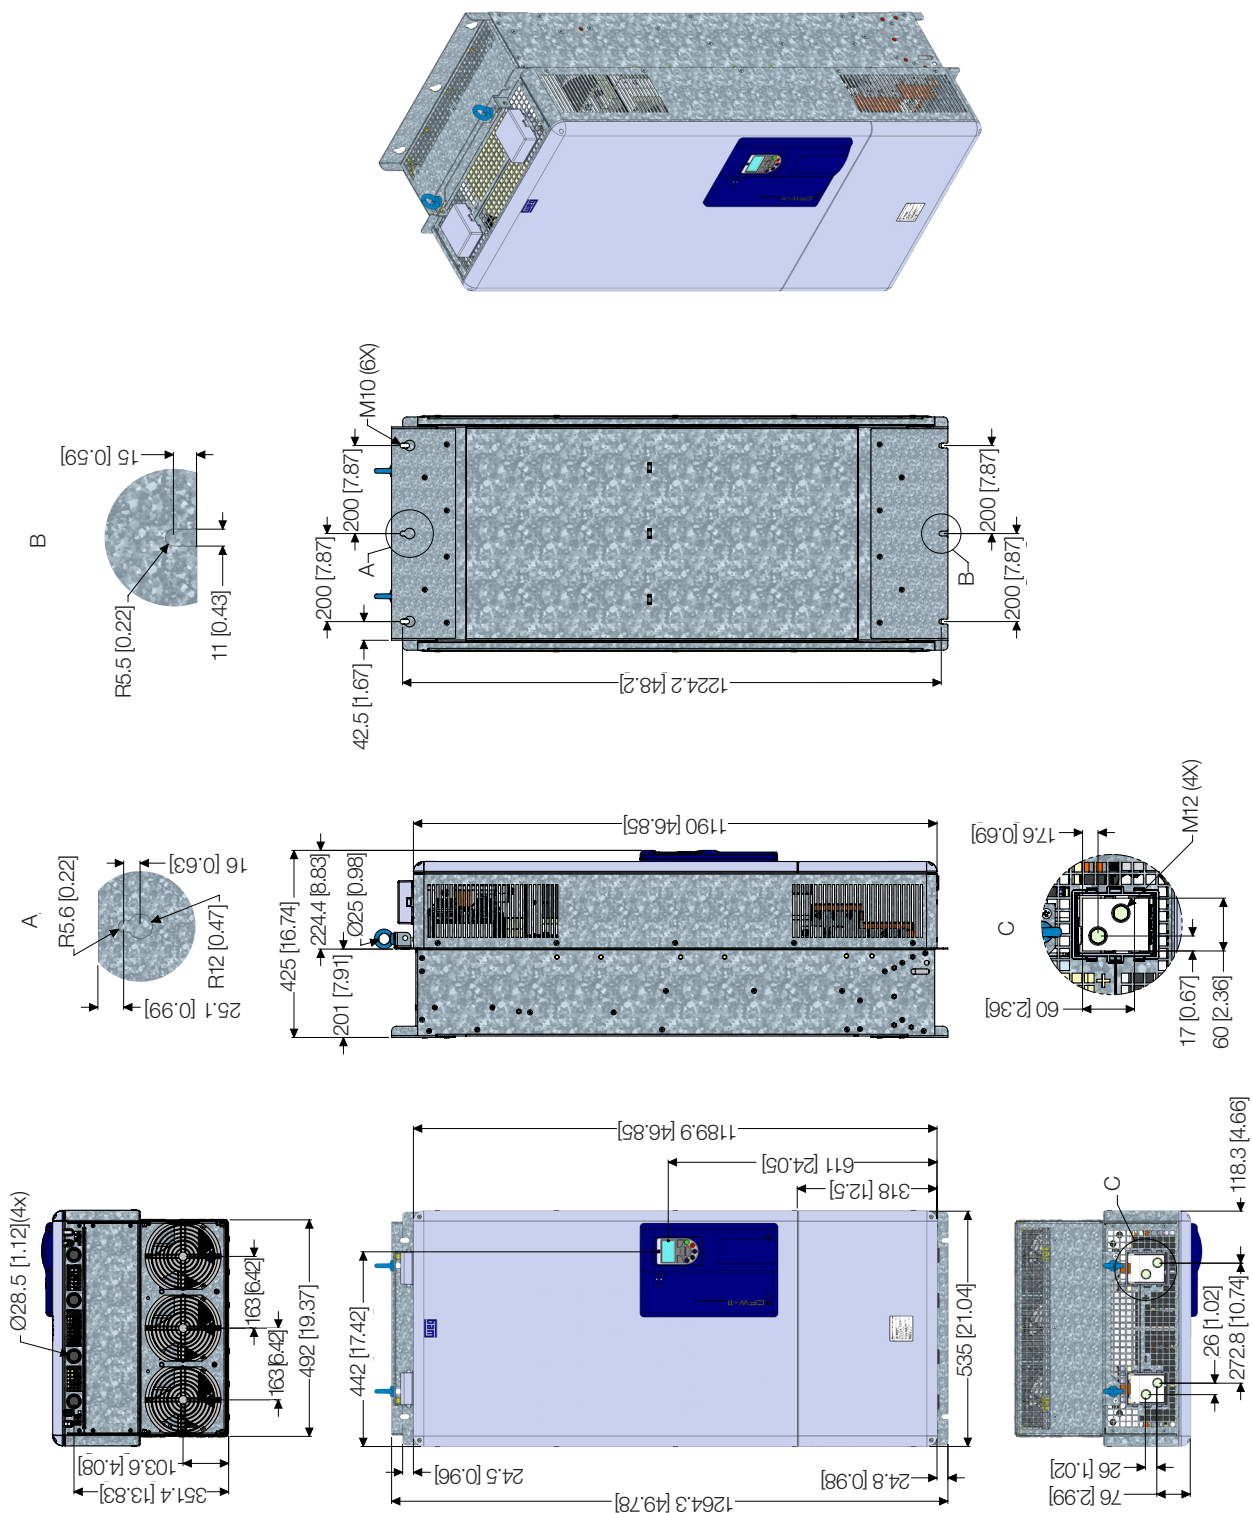 M10 (6X)
200 [7.87]
200 [7.87]
A
42.5 [1.67]
1224.2 [48.2]
200 [7.87]
200 [7.87]
B
B
15 [0.59]
R5.5 [0.22]
11 [0.43]
A
R5.6 [0.22]
16 [0.63]
R12 [0.47]
25.1 [0.99]
425 [16.74]
224.4 [8.83]
Ø25 [0.98]
201 [7.91]
1190 [46.85]
C
17.6 [0.69]
M12 (4X)
60 [2.36]
17 [0.67]
60 [2.36]
Ø28.5 [1.12](4x)
163[6.42]
163[6.42]
492 [19.37]
103.6 [4.08]
351.4 [13.83]
1189.9 [46.85]
611 [24.05]
318 [12.5]
442 [17.42]
535 [21.04]
24.5 [0.96]
24.8 [0.98]
1264.3 [49.78]
weg
CFW-11
weg
CFW-11
C
118.3 [4.66]
272.8 [10.74]
26 [1.02]
26 [1.02]
76 [2.99]